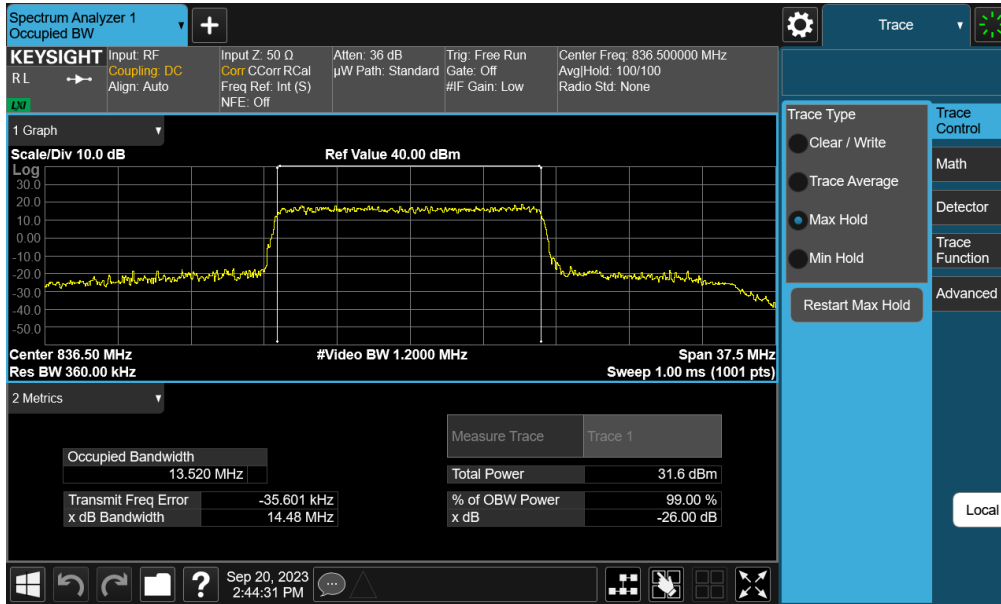 Spectrum Analyzer 1
Occupied BW
+
Trace
KEYSIGHT
R L
LXI
Input: RF
Coupling: DC
Align: Auto
Input Z: 50 Ω
Corr CCorr RCal
Freq Ref: Int (S)
NFE: Off
Atten: 36 dB
µW Path: Standard
Trig: Free Run
Gate: Off
#IF Gain: Low
Center Freq: 836.500000 MHz
Avg|Hold: 100/100
Radio Std: None
1 Graph
Scale/Div 10.0 dB
Ref Value 40.00 dBm
Log
30.0
20.0
10.0
0.00
-10.0
-20.0
-30.0
-40.0
-50.0
Center 836.50 MHz
#Video BW 1.2000 MHz
Span 37.5 MHz
Res BW 360.00 kHz
Sweep 1.00 ms (1001 pts)
2 Metrics
Measure Trace
Trace 1
Occupied Bandwidth
13.520 MHz
Total Power
31.6 dBm
Transmit Freq Error
-35.601 kHz
% of OBW Power
99.00 %
x dB Bandwidth
14.48 MHz
x dB
-26.00 dB
Trace Type
Clear / Write
Trace Average
Max Hold
Min Hold
Restart Max Hold
Trace
Control
Math
Detector
Trace
Function
Advanced
Local
?
Sep 20, 2023
2:44:31 PM